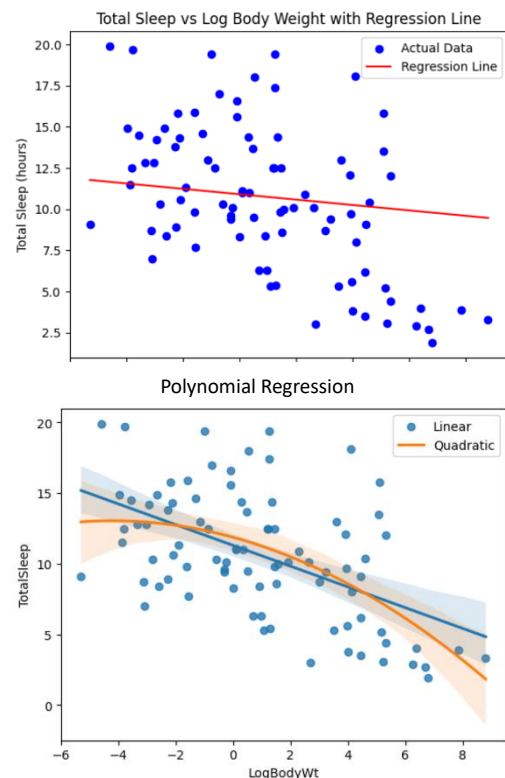 Total Sleep vs Log Body Weight with Regression Line
20.0
17.5
15.0
12.5
10.0
7.5
5.0
2.5
Total Sleep (hours)
Actual Data
Regression Line
Polynomial Regression
20
15
10
5
0
TotalSleep
Linear
Quadratic
-6
-4
-2
0
2
4
6
8
LogBodyWt